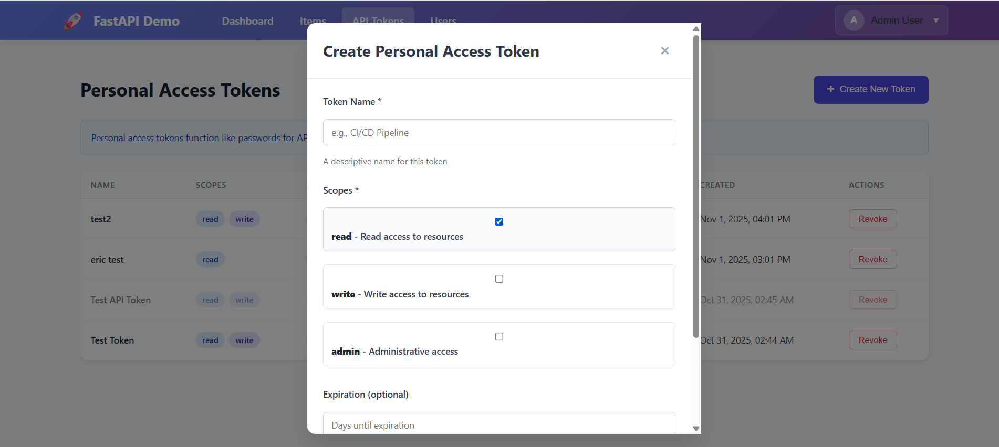 FastAPI Demo
Dashboard
Items
API Tokens
Users
A
Admin User
Create Personal Access Token
Personal Access Tokens
Create New Token
Token Name *
e.g., CI/CD Pipeline
Personal access tokens function like passwords for
A descriptive name for this token
NAME
SCOPES
CREATED
ACTIONS
Scopes *
read - Read access to resources
write - Write access to resources
admin - Administrative access
test2
read
write
Nov 1, 2025, 04:01 PM
Revoke
eric test
read
Nov 1, 2025, 03:01 PM
Revoke
Test API Token
read
write
Oct 31, 2025, 02:45 AM
Revoke
Test Token
read
write
Oct 31, 2025, 02:44 AM
Revoke
Expiration (optional)
Days until expiration